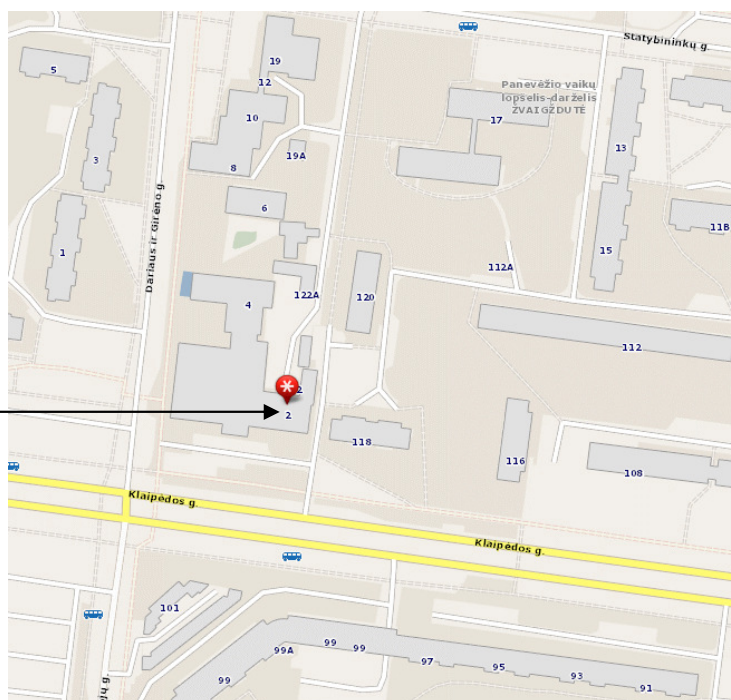 Statybininkų g.
19
5
12
Panevėžio vaikų
lopselis-darželis
ŽVAIGŽDUTĖ
10
17
3
13
19A
8
6
Dariaus ir Girėno g.
11B
15
1
112A
122A
120
4
112
2
2
118
116
108
Klaipėdos g.
Klaipėdos g.
101
99
99
99A
97
95
99
93
91
jų g.